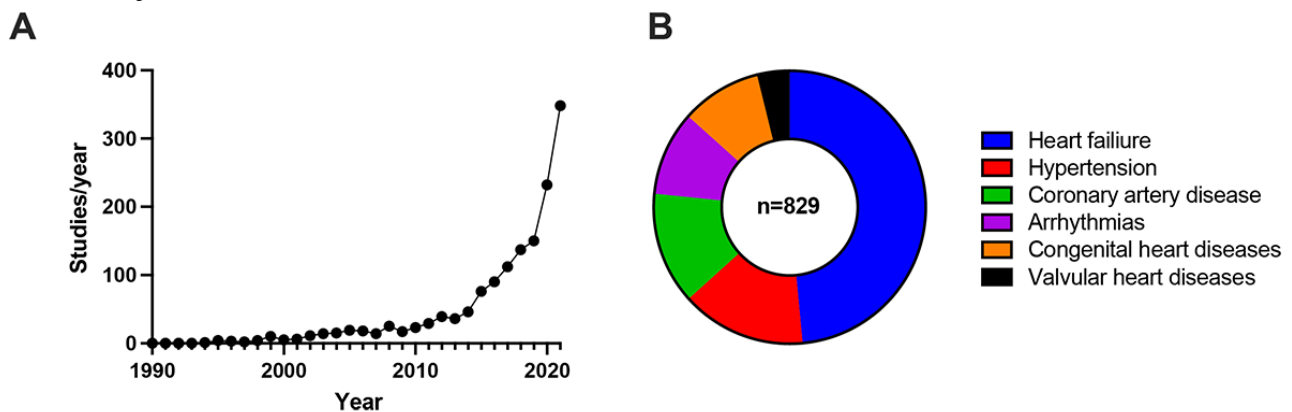 A
400
300
200
100
0
Studies/year
1990
2000
2010
2020
Year
B
n=829
Heart failiure
Hypertension
Coronary artery disease
Arrhythmias
Congenital heart diseases
Valvular heart diseases